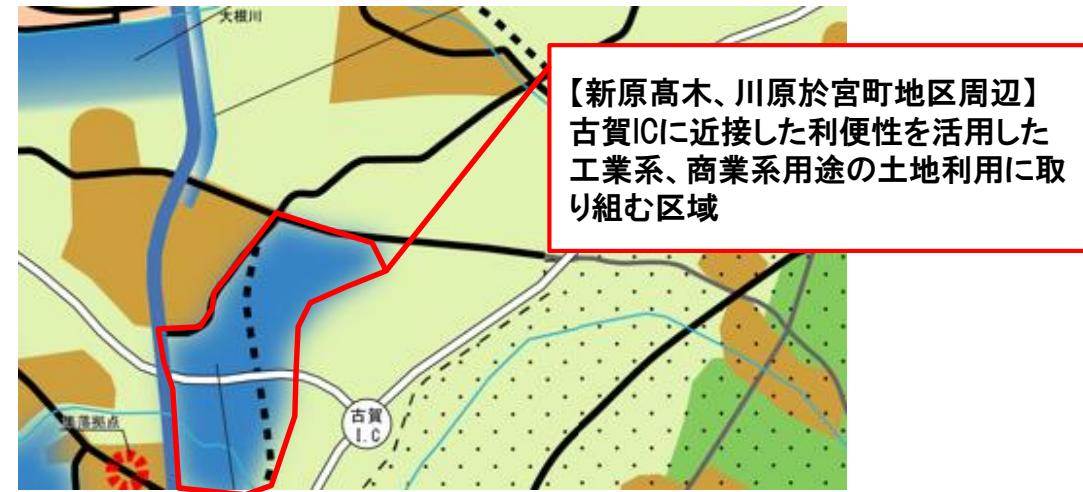 大根川
【新原髙木、川原於宮町地区周辺】
古賀ICに近接した利便性を活用した
工業系、商業系用途の土地利用に取
り組む区域
古賀
I.C
集落拠点